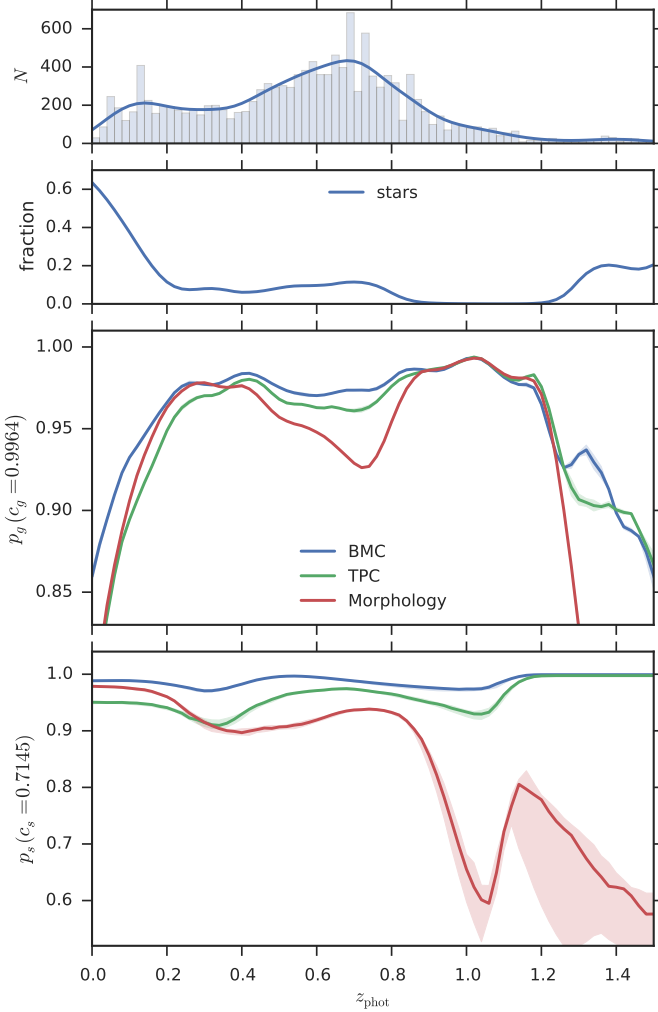 600
400
200
0
N
0.6
0.4
0.2
0.0
fraction
stars
1.00
0.95
0.90
0.85
p_g (c_g = 0.9964)
BMC
TPC
Morphology
1.0
0.9
0.8
0.7
0.6
p_s (c_s = 0.7145)
0.0 0.2 0.4 0.6 0.8 1.0 1.2 1.4
z_phot